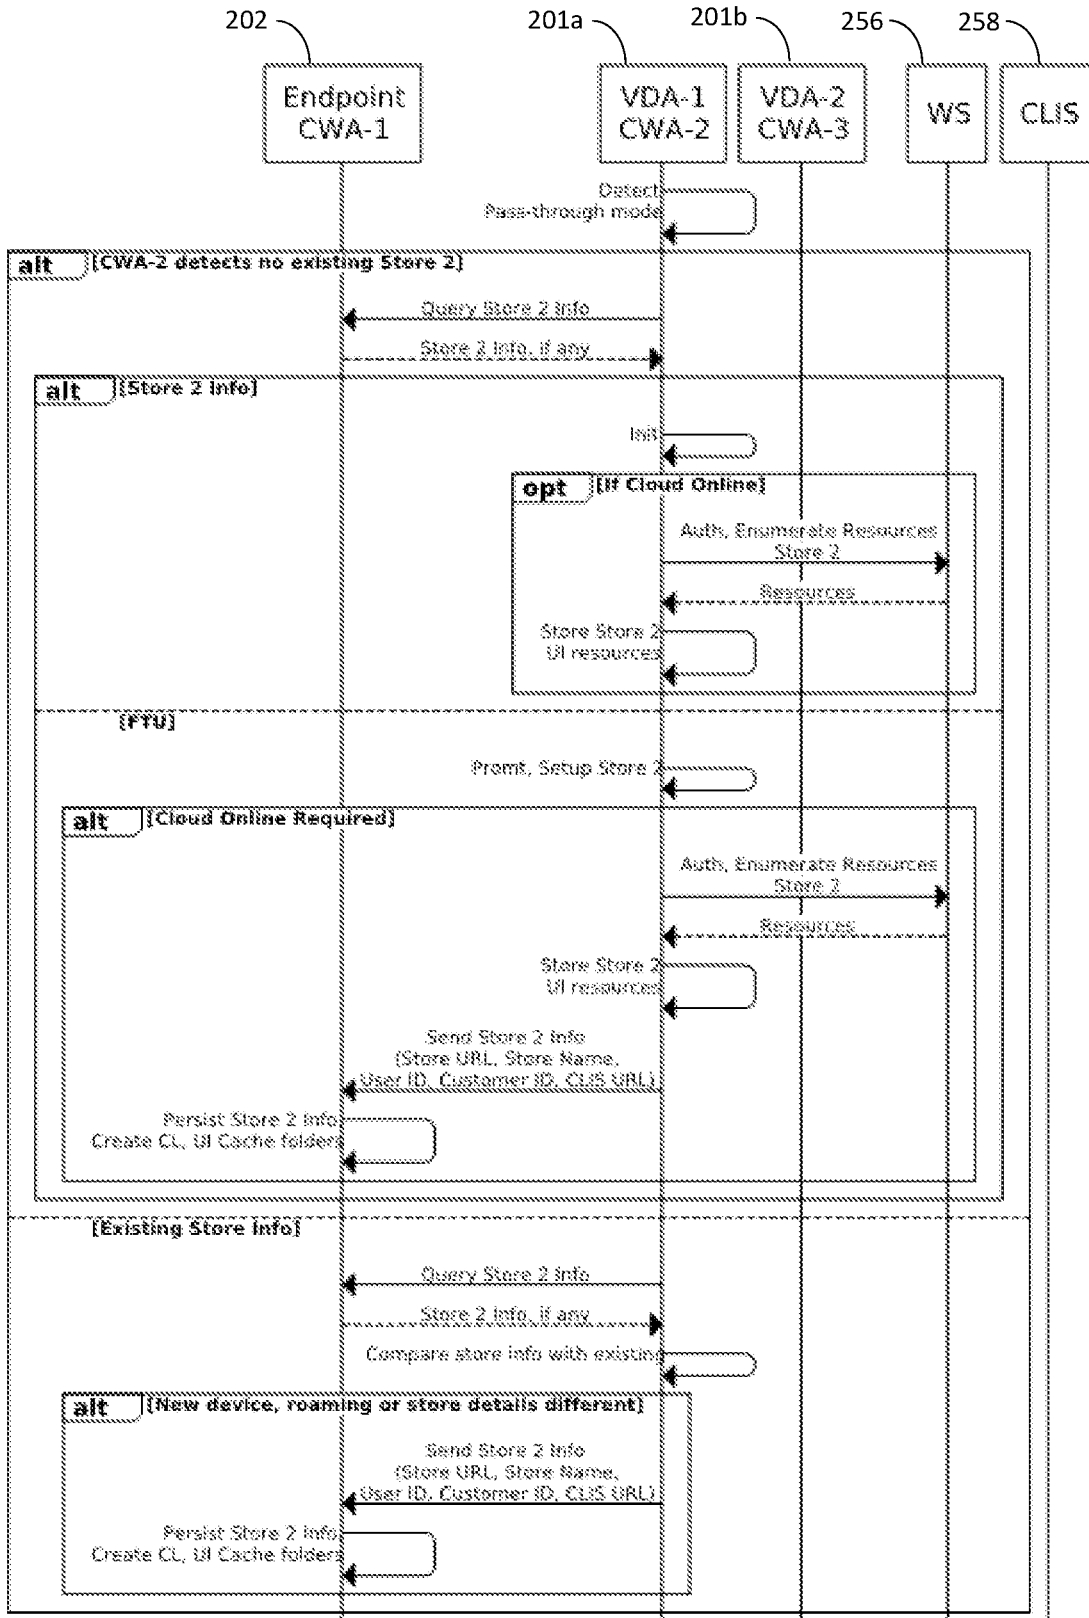 202
201a
201b
256
258
Endpoint
CWA-1
VDA-1
CWA-2
VDA-2
CWA-3
WS
CLIS
Detect
Pass-through mode
alt
[CWA-2 detects no existing Store 2]
Query Store 2 Info
Store 2 Info, if any
alt
[Store 2 Info]
Init
opt
[If Cloud Online]
Auth, Enumerate Resources
Store 2
Resources
Store Store 2
UI resources
[FTU]
Promt, Setup Store 2
alt
[Cloud Online Required]
Auth, Enumerate Resources
Store 2
Resources
Store Store 2
UI resources
Send Store 2 Info
(Store URL, Store Name,
User ID, Customer ID, CLIS URL)
Persist Store 2 Info
Create CL, UI Cache folders
[Existing Store Info]
Query Store 2 Info
Store 2 Info, if any
Compare store info with existing
alt
[New device, roaming or store details different]
Send Store 2 Info
(Store URL, Store Name,
User ID, Customer ID, CLIS URL)
Persist Store 2 Info
Create CL, UI Cache folders